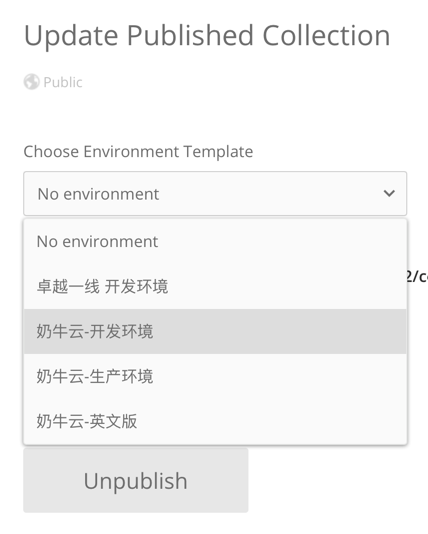 Update Published Collection
Public
Choose Environment Template
No environment
No environment
卓越一线 开发环境
2/c
奶牛云-开发环境
奶牛云-生产环境
奶牛云-英文版
Unpublish